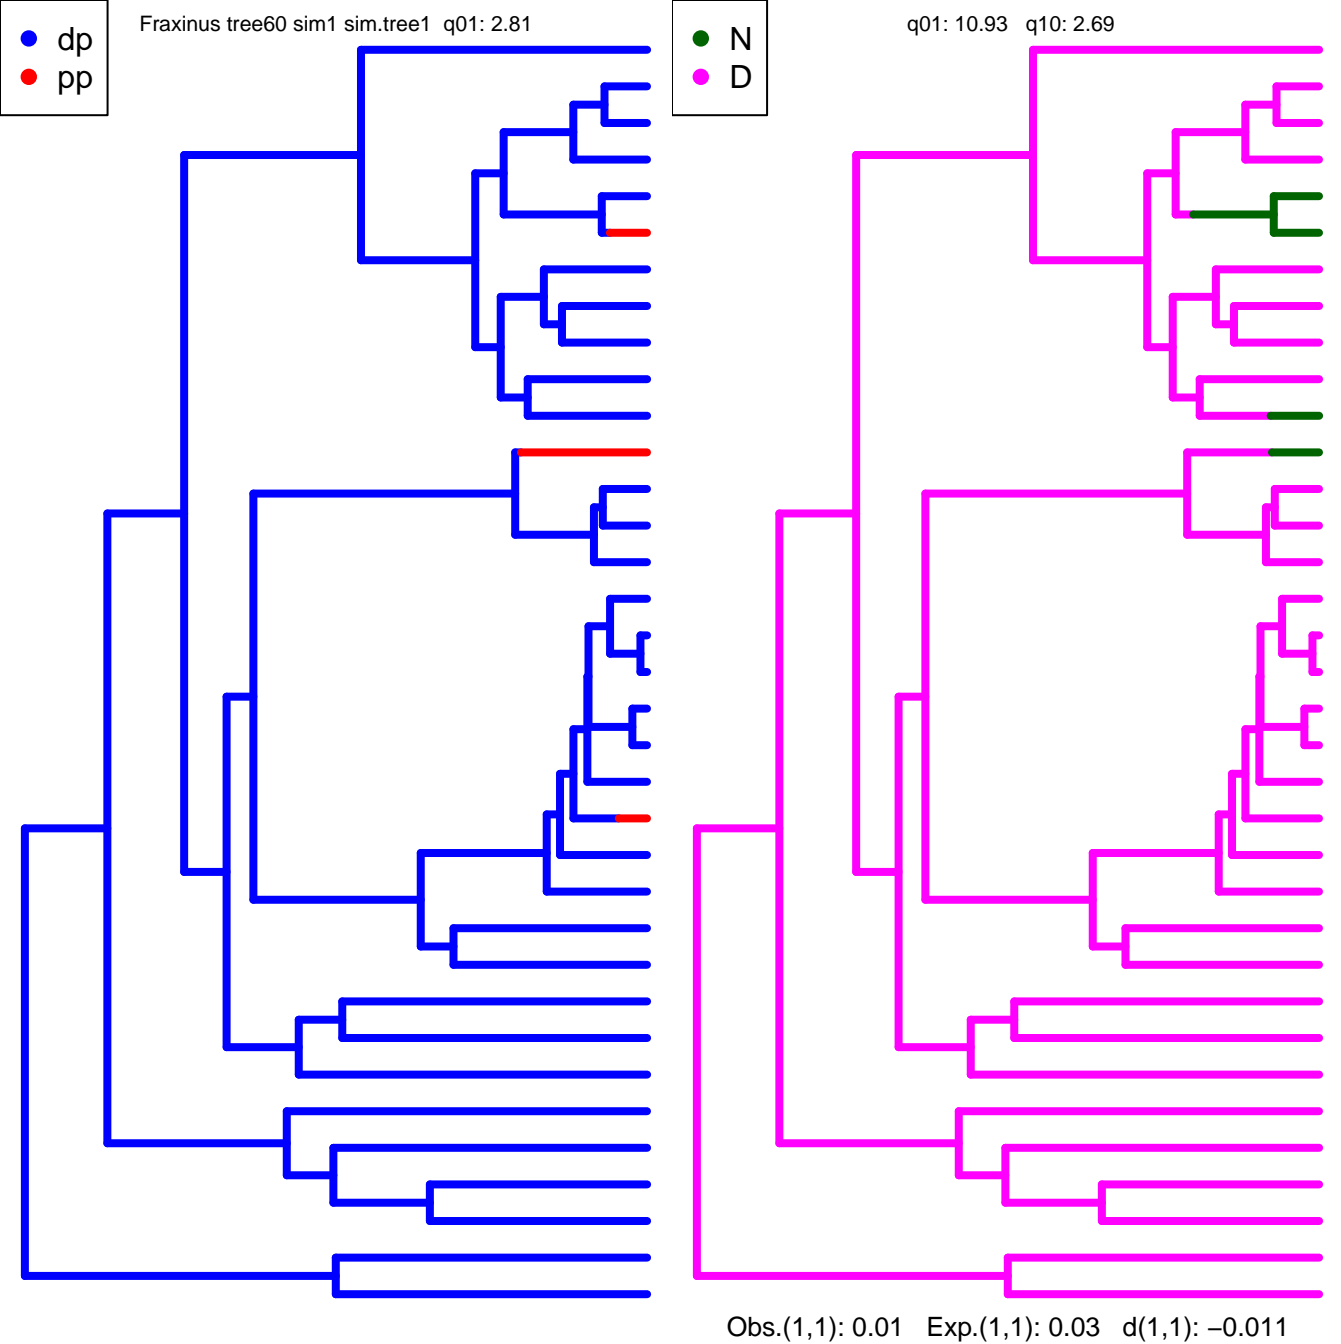 Fraxinus tree60 sim1 sim.tree1 q01: 2.81
dp
pp
q01: 10.93 q10: 2.69
N
D
Obs.(1,1): 0.01 Exp.(1,1): 0.03 d(1,1): −0.011